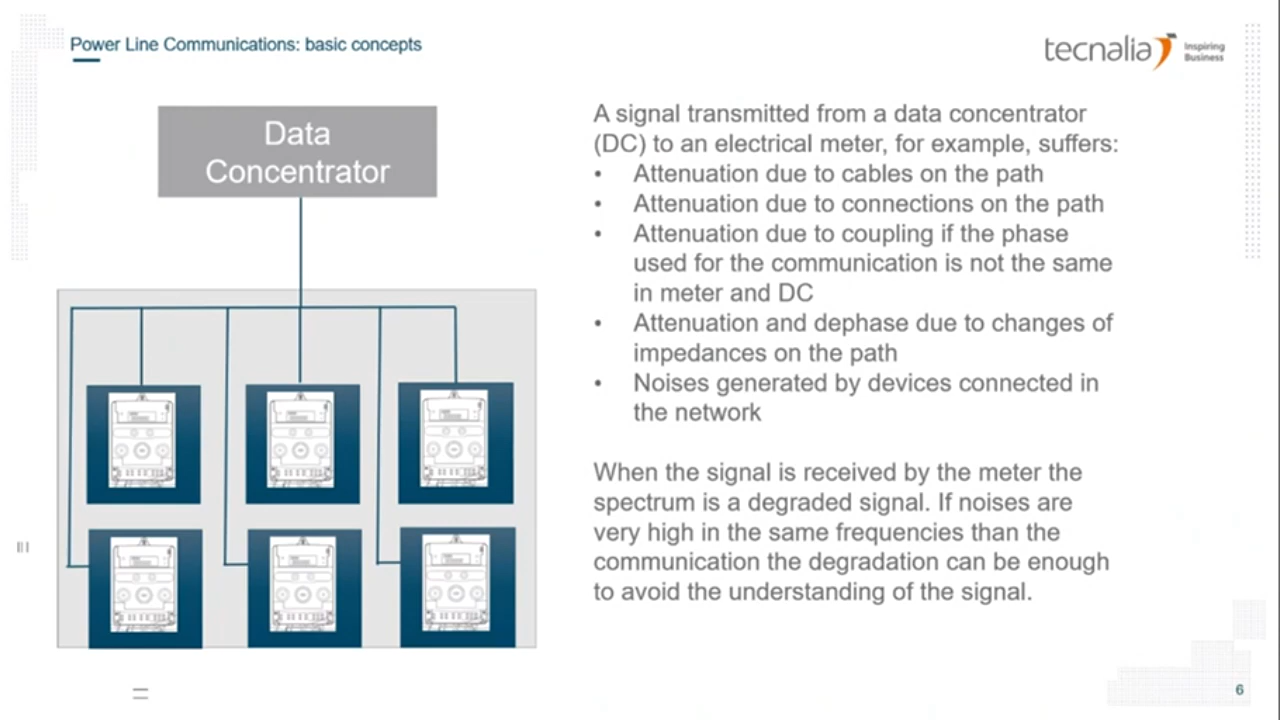 Power Line Communications: basic concepts
tecnalia
Inspiring
Business
Data
Concentrator
A signal transmitted from a data concentrator
(DC) to an electrical meter, for example, suffers:
• Attenuation due to cables on the path
• Attenuation due to connections on the path
• Attenuation due to coupling if the phase
used for the communication is not the same
in meter and DC
• Attenuation and dephase due to changes of
impedances on the path
• Noises generated by devices connected in
the network
When the signal is received by the meter the
spectrum is a degraded signal. If noises are
very high in the same frequencies than the
communication the degradation can be enough
to avoid the understanding of the signal.
6